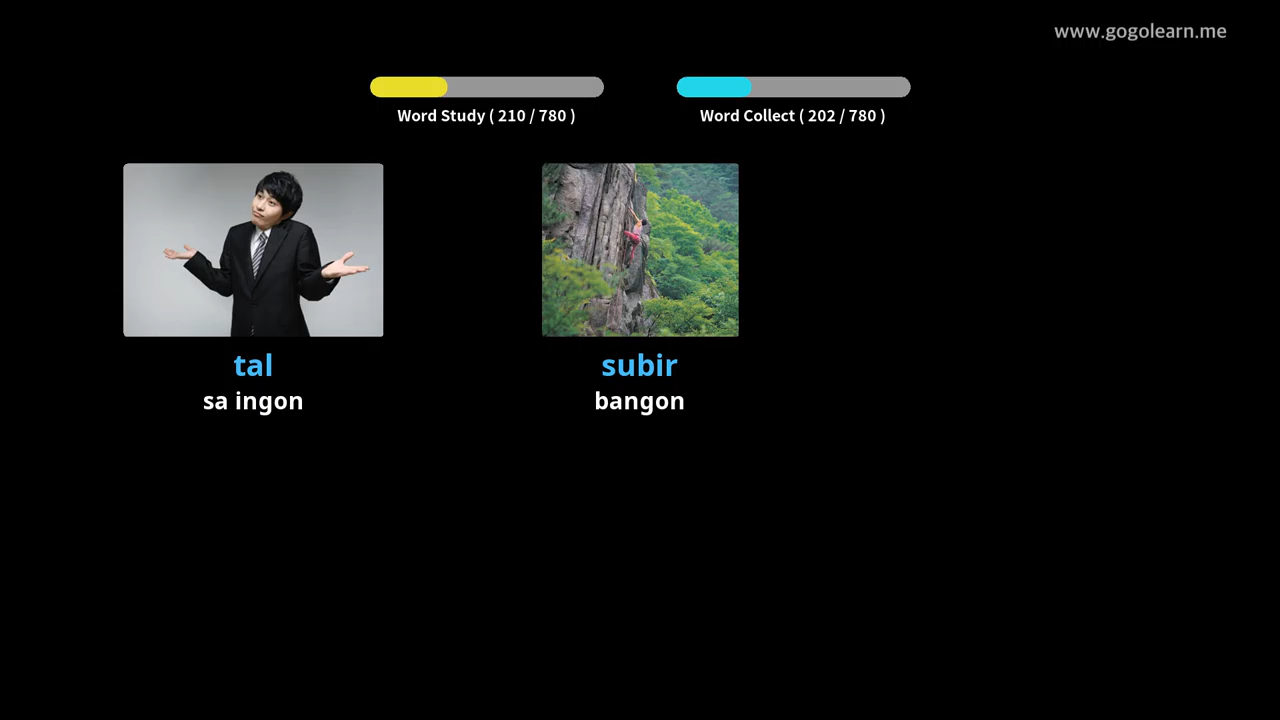 www.gogolearn.me
Word Study ( 210 / 780 )
Word Collect ( 202 / 780 )
tal
sa ingon
subir
bangon